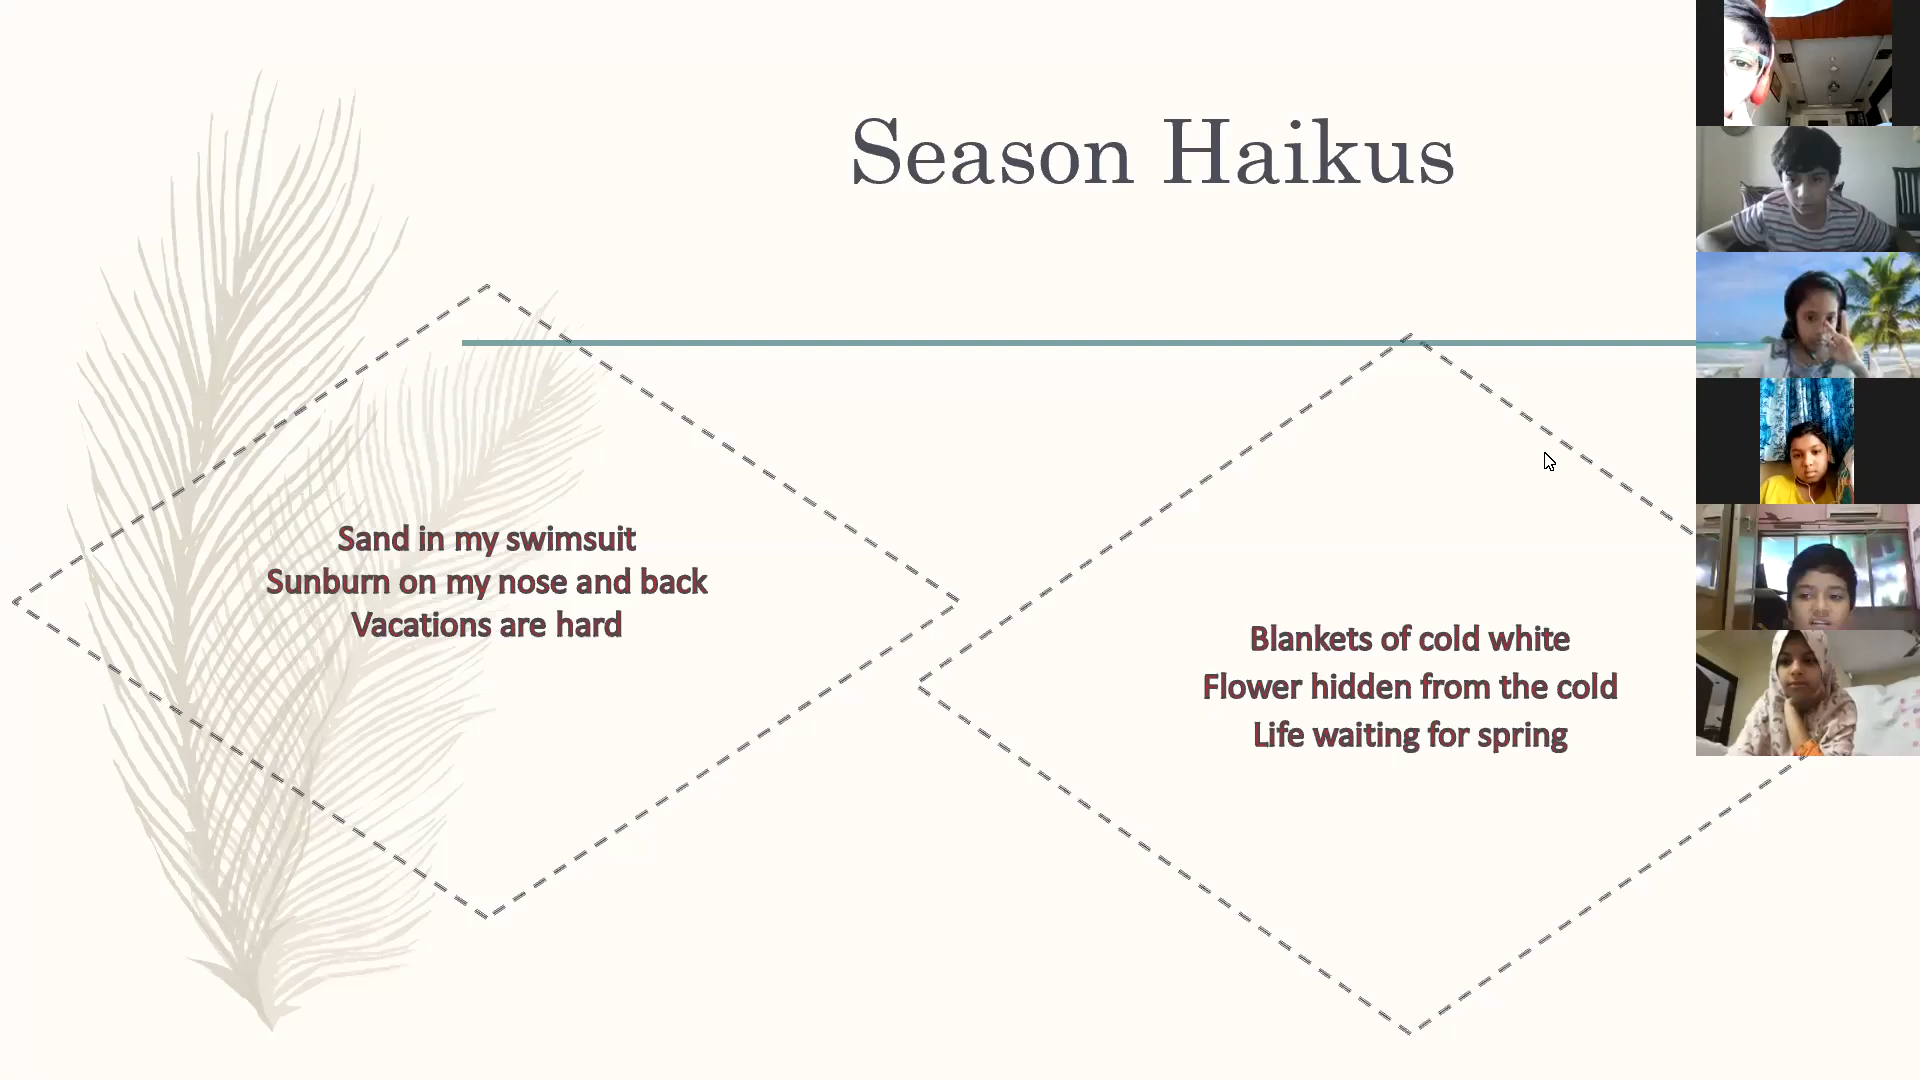 Season Haikus
Sand in my swimsuit
Sunburn on my nose and back
Vacations are hard
Blankets of cold white
Flower hidden from the cold
Life waiting for spring